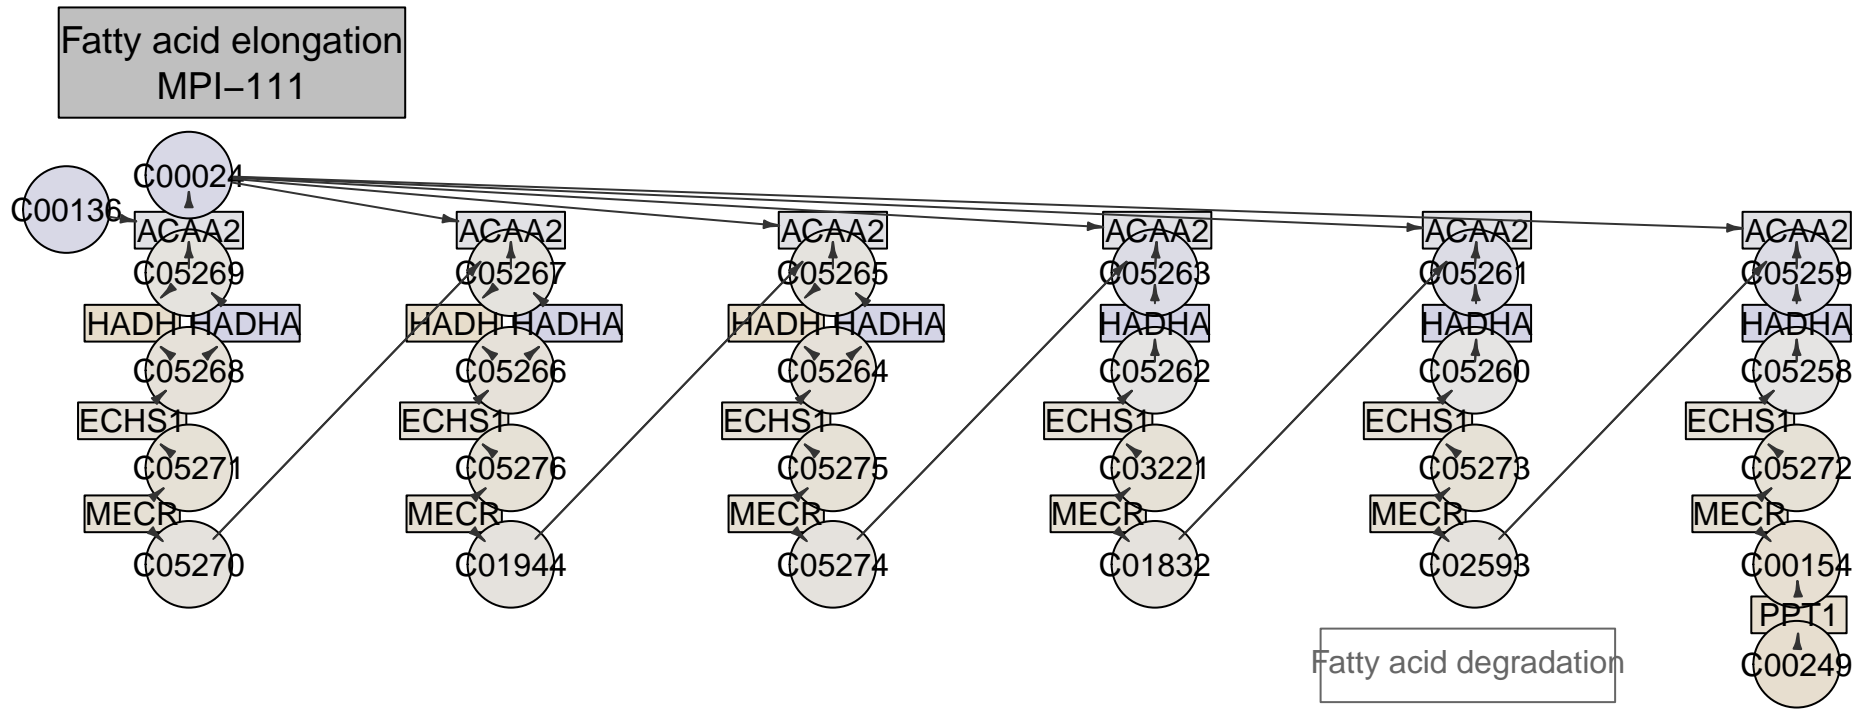 Fatty acid elongation
MPI−111
C00024
C00136
ACAA2 ACAA2 ACAA2 ACAA2 ACAA2 ACAA2
C05269 C05267 C05265 C05263 C05261 C05259
HADH HADHA HADH HADHA HADH HADHA HADHA HADHA HADHA
C05268 C05266 C05264 C05262 C05260 C05258
ECHS1 ECHS1 ECHS1 ECHS1 ECHS1 ECHS1
C05271 C05276 C05275 C03221 C05273 C05272
MECR MECR MECR MECR MECR MECR
C05270 C01944 C05274 C01832 C02593 C00154
PPT1
Fatty acid degradation C00249